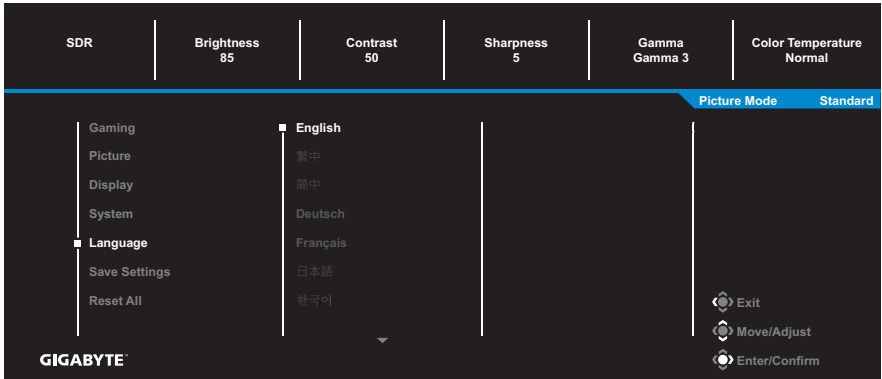 SDR
Brightness
85
Contrast
50
Sharpness
5
Gamma
Gamma 3
Color Temperature
Normal
Picture Mode Standard
Gaming
Picture
Display
System
Language
Save Settings
Reset All
English
繁中
简中
Deutsch
Français
日本語
한국어
Exit
Move/Adjust
Enter/Confirm
GIGABYTE™